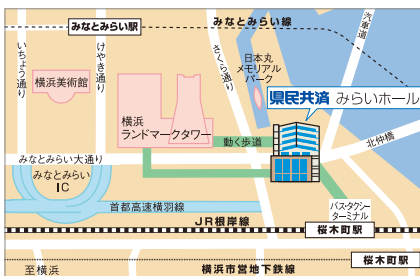 みなとみらい駅
みなとみらい線
汽車道
いちょう通り
けやき通り
さくら通り
日本丸
メモリアル
パーク
横浜美術館
県民共済 みらいホール
横浜
ランドマークタワー
動く歩道
北仲橋
みなとみらい大通り
みなとみらい
IC
首都高速横羽線
バス・タクシー
ターミナル
JR根岸線
桜木町駅
桜木町駅
至横浜
横浜市営地下鉄線